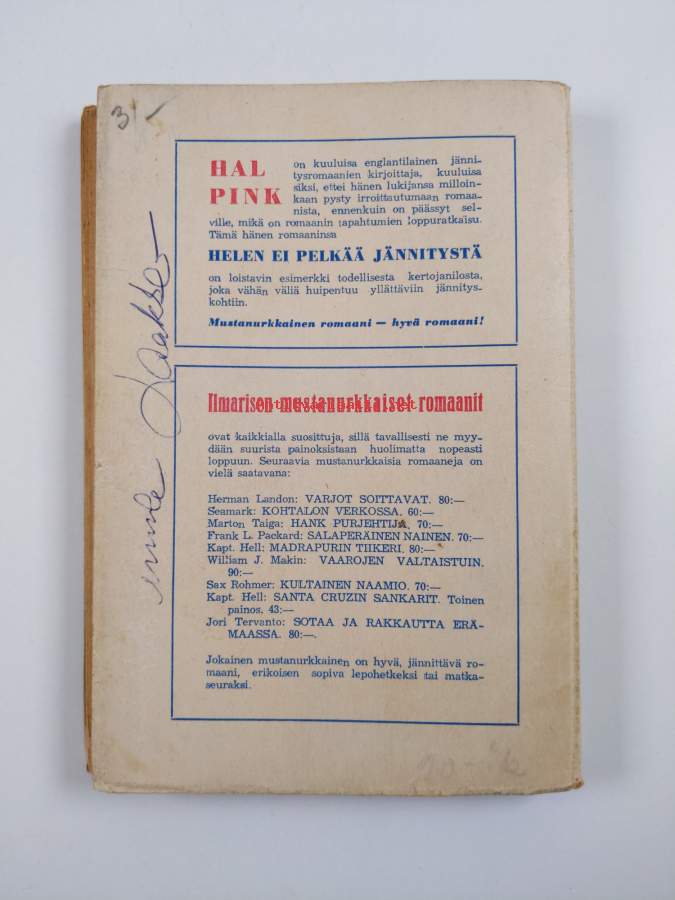 3/-
HAL
PINK
on kuuluisa englantilainen jänni-
tysromaanien kirjoittaja, kuuluisa
siksi, ettei hänen lukijansa milloin-
kaan pysty irroittautumaan romaa-
nista, ennenkuin on päässyt sel-
ville, mikä on romaanin tapahtumien loppuratkaisu.
Tämä hänen romaaninsa
HELEN EI PELKÄÄ JÄNNITYSTÄ
on loistavin esimerkki todellisesta kertojanilosta,
joka vähän väliä huipentuu yllättäviin jännitys-
kohtiin.
Mustanurkkainen romaani — hyvä romaani!
Ilmarisen mustanurkkaiset romaanit
ovat kaikkialla suosittuja, sillä tavallisesti ne myy-
dään suurista painoksistaan huolimatta nopeasti
loppuun. Seuraavia mustanurkkaisia romaaneja on
vielä saatavana:
Herman Landon: VARJOT SOITTAVAT. 80:—
Seamark: KOHTALON VERKOSSA. 60:—
Marton Taiga: HANK PURJEHTIJA. 70:—
Frank L. Packard: SALAPERÄINEN NAINEN. 70:—
Kapt. Hell: MADRAPURIN TIIKERI. 80:—
William J. Makin: VAAROJEN VALTAISTUIN.
90:—
Sax Rohmer: KULTAINEN NAAMIO. 70:—
Kapt. Hell: SANTA CRUZIN SANKARIT. Toinen
painos. 43:—
Jori Tervanto: SOTAA JA RAKKAUTTA ERÄ-
MAASSA. 80:—.
Jokainen mustanurkkainen on hyvä, jännittävä ro-
maani, erikoisen sopiva lepohetkeksi tai matka-
seuraksi.